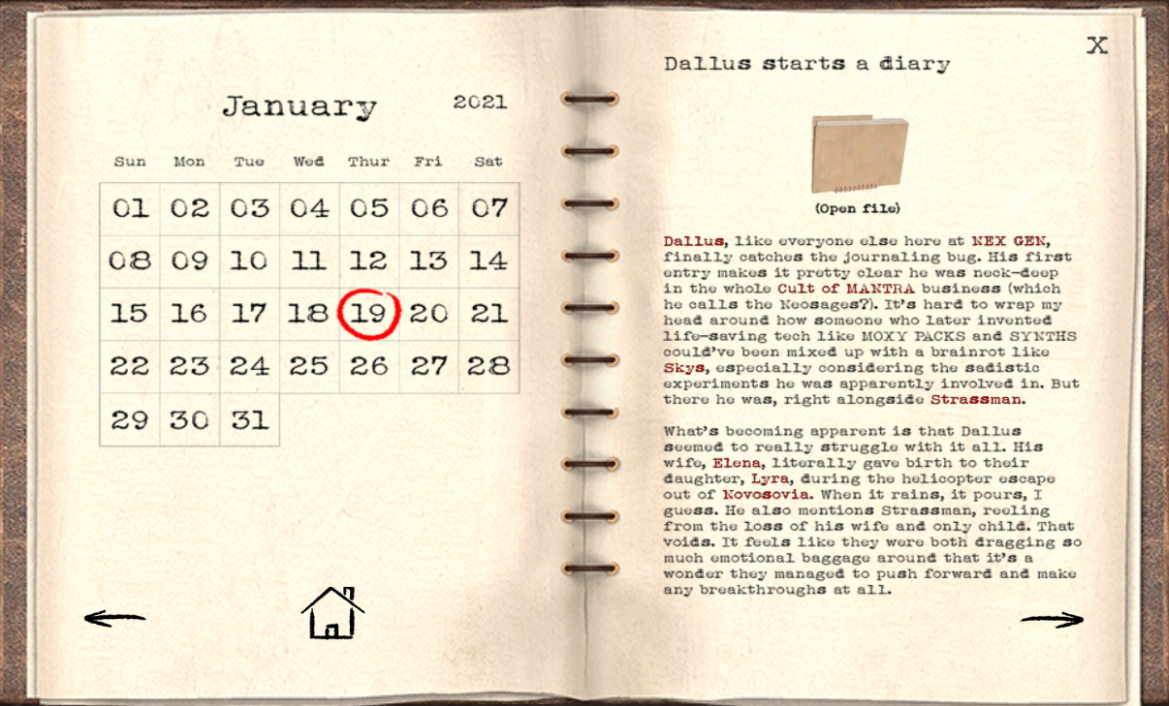 January 2021
Sun Mon Tue Wed Thur Fri Sat
01 02 03 04 05 06 07
08 09 10 11 12 13 14
15 16 17 18 19 20 21
22 23 24 25 26 27 28
29 30 31
X
Dallus starts a diary
(Open file)
Dallus, like everyone else here at NEX GEN,
finally catches the journaling bug. His first
entry makes it pretty clear he was neck-deep
in the whole Cult of MANTRA business (which
he calls the Neosages?). It's hard to wrap my
head around how someone who later invented
life-saving tech like MOXY PACKS and SYNTHS
could've been mixed up with a brainrot like
Skys, especially considering the sadistic
experiments he was apparently involved in. But
there he was, right alongside Strassman.
What's becoming apparent is that Dallus
seemed to really struggle with it all. His
wife, Elena, literally gave birth to their
daughter, Lyra, during the helicopter escape
out of Novosovia. When it rains, it pours, I
guess. He also mentions Strassman, reeling
from the loss of his wife and only child. That
voids. It feels like they were both dragging so
much emotional baggage around that it's a
wonder they managed to push forward and make
any breakthroughs at all.